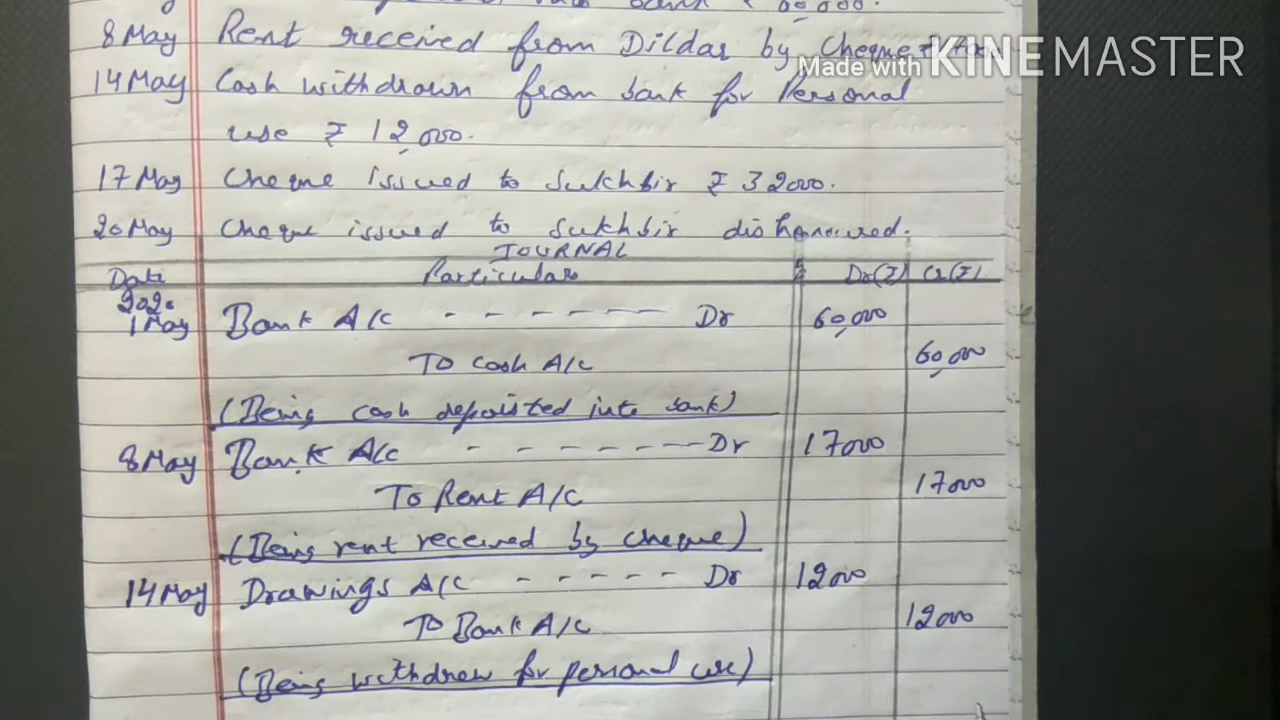 bank ₹ 60,000.
8 May Rent received from Dildar by Cheque
Made with KINEMASTER
14 May Cash withdrawn from bank for Personal
use ₹ 12,000.
17 May Cheque issued to Sukhbir ₹ 32000.
20 May Cheque issued to Sukhbir dishonoured.
JOURNAL
Date Particulars Dr(₹) Cr(₹)
2020
1 May Bank A/c - - - - - - Dr 60,000
To Cash A/c 60,000
(Being cash deposited into bank)
8 May Bank A/c - - - - - - - Dr 17000
To Rent A/C 17000
(Being rent received by cheque)
14 May Drawings A/c - - - - - Dr 12000
To Bank A/C 12000
(Being withdrew for personal use)